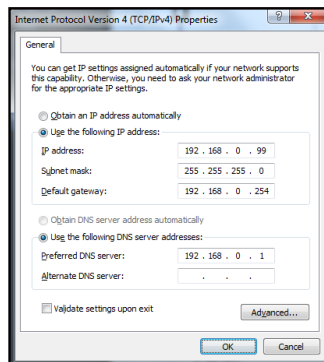 Internet Protocol Version 4 (TCP/IPv4) Properties
General
You can get IP settings assigned automatically if your network supports
this capability. Otherwise, you need to ask your network administrator
for the appropriate IP settings.
Obtain an IP address automatically
Use the following IP address:
IP address: 192 . 168 . 0 . 99
Subnet mask: 255 . 255 . 255 . 0
Default gateway: 192 . 168 . 0 . 254
Obtain DNS server address automatically
Use the following DNS server addresses:
Preferred DNS server: 192 . 168 . 0 . 1
Alternate DNS server: . . .
Validate settings upon exit
Advanced...
OK Cancel